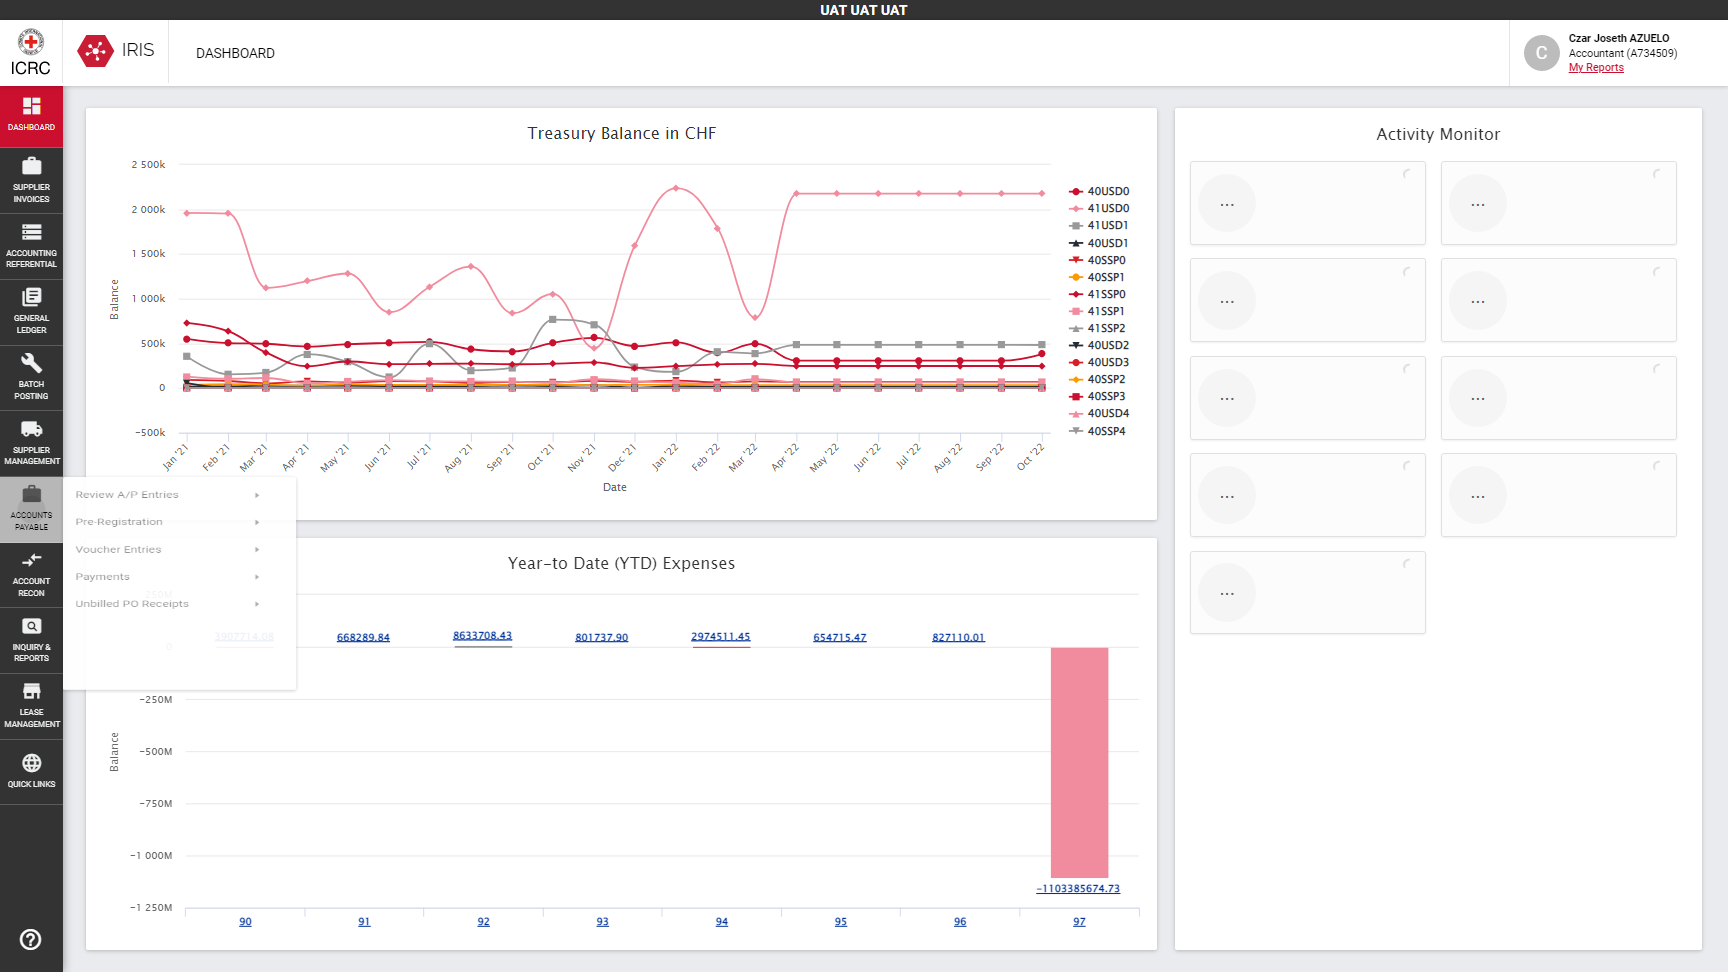 UAT UAT UAT
ICRC
IRIS
DASHBOARD
C
Czar Joseth AZUELO
Accountant (A734509)
My Reports
DASHBOARD
SUPPLIER
INVOICES
ACCOUNTING
REFERENTIAL
GENERAL
LEDGER
BATCH
POSTING
SUPPLIER
MANAGEMENT
ACCOUNTS
PAYABLE
ACCOUNT
RECON
INQUIRY &
REPORTS
LEASE
MANAGEMENT
QUICK LINKS
Review A/P Entries
Pre-Registration
Voucher Entries
Payments
Unbilled PO Receipts
Treasury Balance in CHF
2 500k
2 000k
1 500k
1 000k
500k
0
-500k
Balance
Jan '21
Feb '21
Mar '21
Apr '21
May '21
Jun '21
Jul '21
Aug '21
Sep '21
Oct '21
Nov '21
Dec '21
Jan '22
Feb '22
Mar '22
Apr '22
May '22
Jun '22
Jul '22
Aug '22
Sep '22
Oct '22
Date
40USD0
41USD0
41USD1
40USD1
40SSP0
40SSP1
41SSP0
41SSP1
41SSP2
40USD2
40USD3
40SSP2
40SSP3
40USD4
40SSP4
Year-to Date (YTD) Expenses
250M
0
-250M
-500M
-750M
-1 000M
-1 250M
Balance
3907714.08
668289.84
8633708.43
801737.90
2974511.45
654715.47
827110.01
-1103385674.73
90
91
92
93
94
95
96
97
Activity Monitor
...
...
...
...
...
...
...
...
...